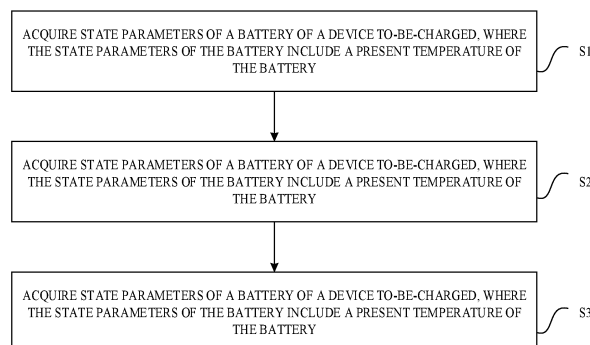 ACQUIRE STATE PARAMETERS OF A BATTERY OF A DEVICE TO-BE-CHARGED, WHERE
THE STATE PARAMETERS OF THE BATTERY INCLUDE A PRESENT TEMPERATURE OF
THE BATTERY
S1
ACQUIRE STATE PARAMETERS OF A BATTERY OF A DEVICE TO-BE-CHARGED, WHERE
THE STATE PARAMETERS OF THE BATTERY INCLUDE A PRESENT TEMPERATURE OF
THE BATTERY
S2
ACQUIRE STATE PARAMETERS OF A BATTERY OF A DEVICE TO-BE-CHARGED, WHERE
THE STATE PARAMETERS OF THE BATTERY INCLUDE A PRESENT TEMPERATURE OF
THE BATTERY
S3